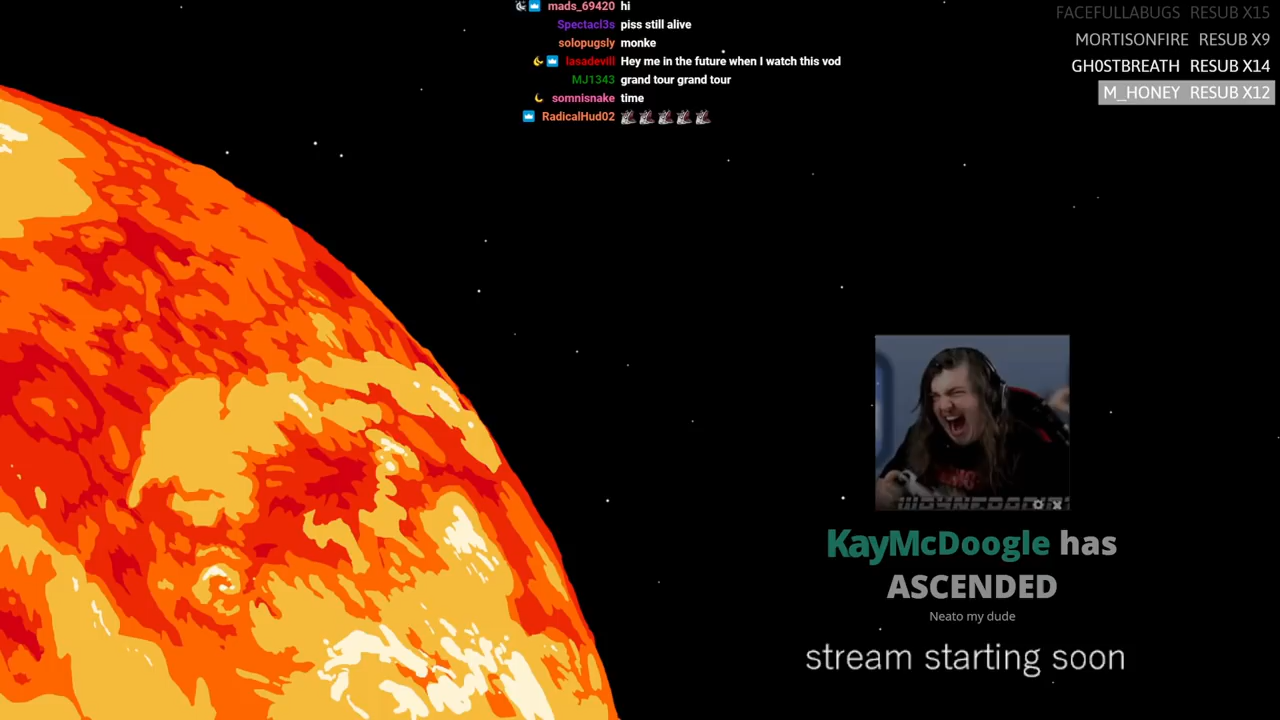 mads_69420 hi
Spectacl3s piss still alive
solopugsly monke
lasadevill Hey me in the future when I watch this vod
MJ1343 grand tour grand tour
somnisnake time
RadicalHud02
FACEFULLABUGS RESUB X15
MORTISONFIRE RESUB X9
GH0STBREATH RESUB X14
M_HONEY RESUB X12
KayMcDoogle has
ASCENDED
Neato my dude
stream starting soon